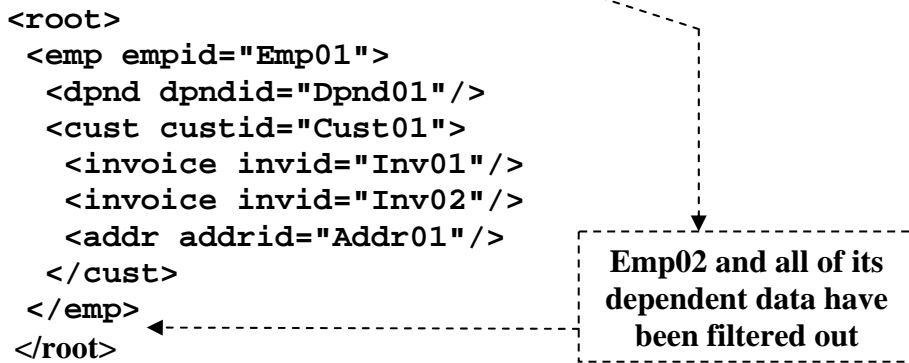 <root>
 <emp empid="Emp01">
  <dpnd dpndid="Dpnd01"/>
  <cust custid="Cust01">
   <invoice invid="Inv01"/>
   <invoice invid="Inv02"/>
   <addr addrid="Addr01"/>
  </cust>
 </emp>
</root>
Emp02 and all of its
dependent data have
been filtered out